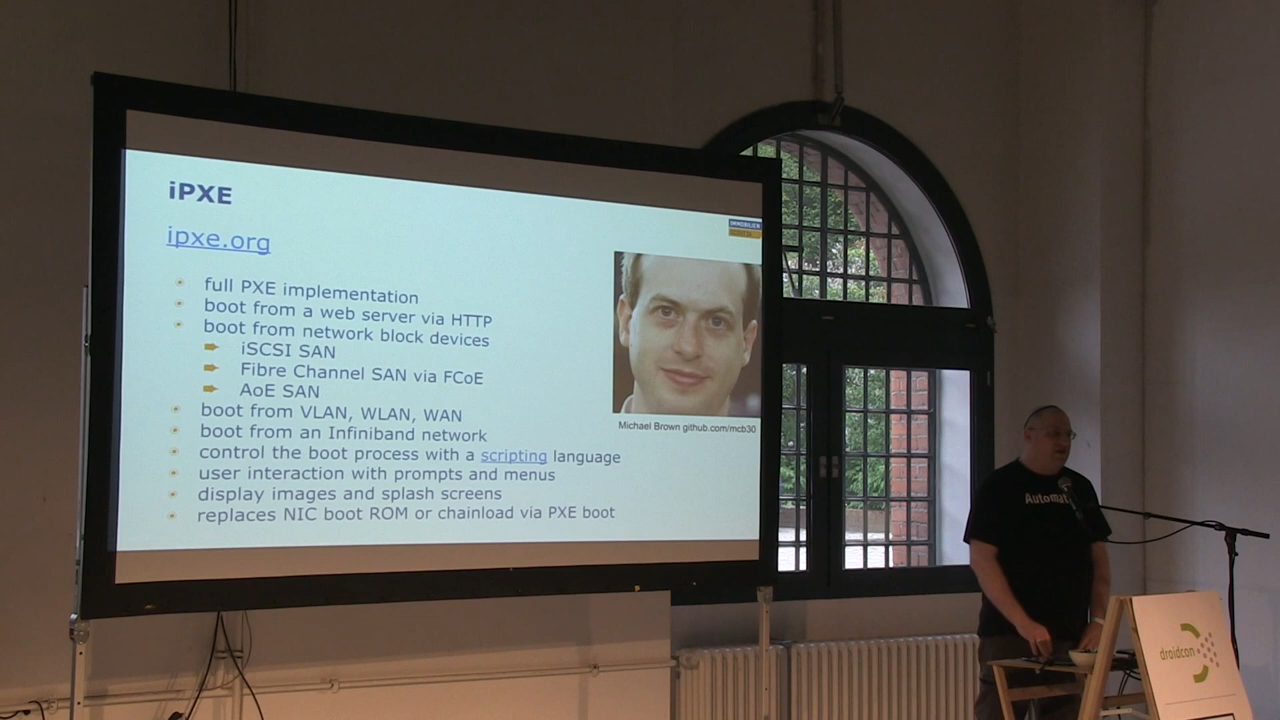 iPXE
ipxe.org
full PXE implementation
boot from a web server via HTTP
boot from network block devices
iSCSI SAN
Fibre Channel SAN via FCoE
AoE SAN
boot from VLAN, WLAN, WAN
boot from an Infiniband network
control the boot process with a scripting language
user interaction with prompts and menus
display images and splash screens
replaces NIC boot ROM or chainload via PXE boot
IMMOBILIEN
Michael Brown github.com/mcb30
droidcon